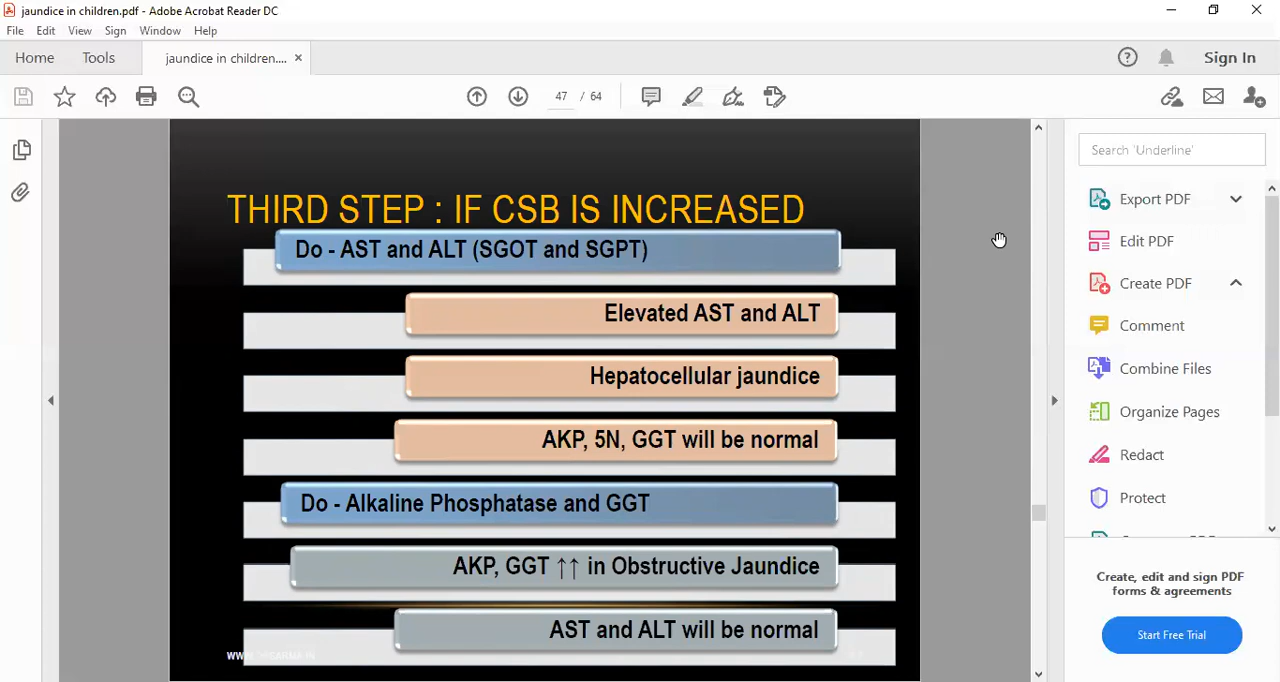 jaundice in children.pdf - Adobe Acrobat Reader DC
File Edit View Sign Window Help
Home Tools jaundice in children.... × Sign In
47 / 64
Search 'Underline'
THIRD STEP : IF CSB IS INCREASED
Do - AST and ALT (SGOT and SGPT)
Elevated AST and ALT
Hepatocellular jaundice
AKP, 5N, GGT will be normal
Do - Alkaline Phosphatase and GGT
AKP, GGT ↑↑ in Obstructive Jaundice
AST and ALT will be normal
Export PDF
Edit PDF
Create PDF
Comment
Combine Files
Organize Pages
Redact
Protect
Create, edit and sign PDF
forms & agreements
Start Free Trial